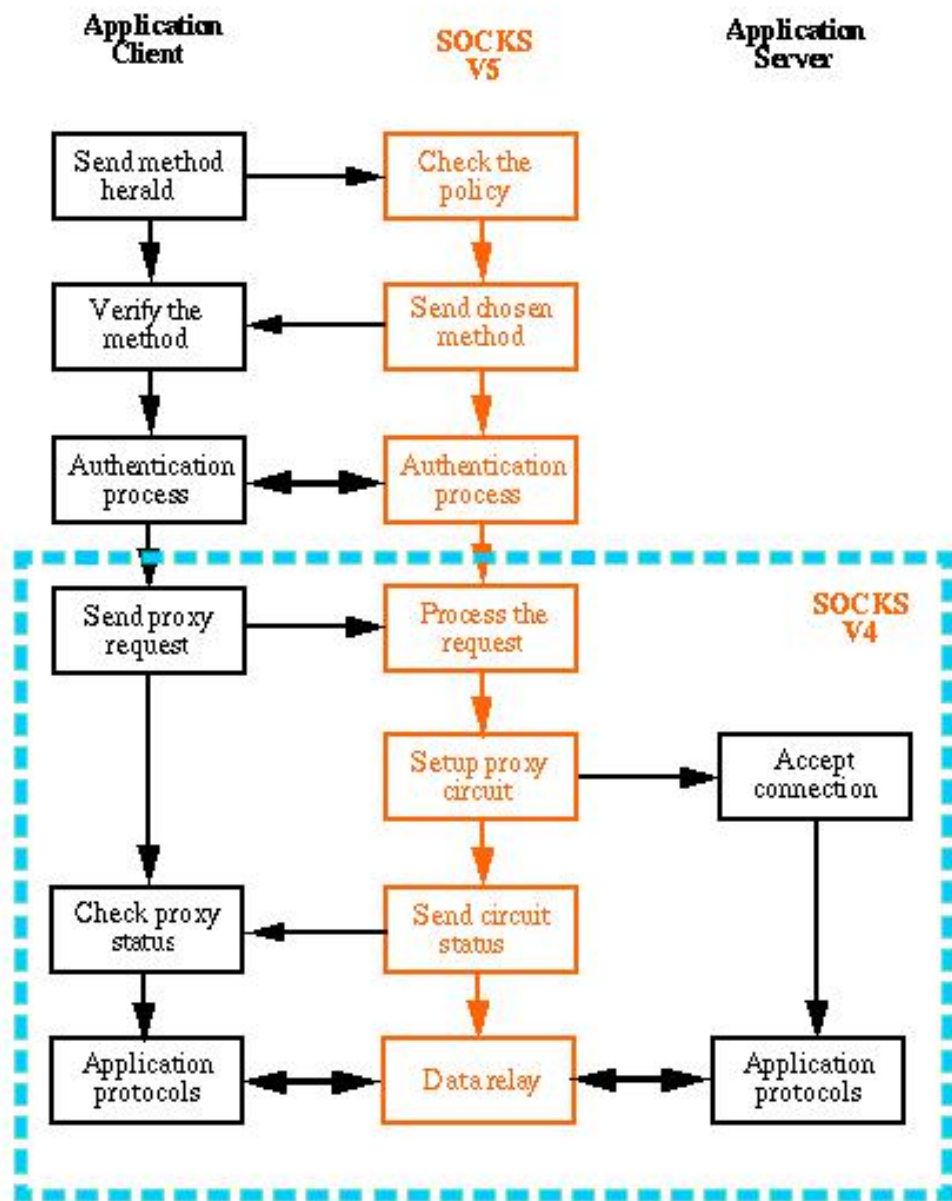 Application
Client
SOCKS
V5
Application
Server
Send method
herald
Check the
policy
Verify the
method
Send chosen
method
Authentication
process
Authentication
process
Send proxy
request
Process the
request
SOCKS
V4
Setup proxy
circuit
Accept
connection
Check proxy
status
Send circuit
status
Application
protocols
Data relay
Application
protocols